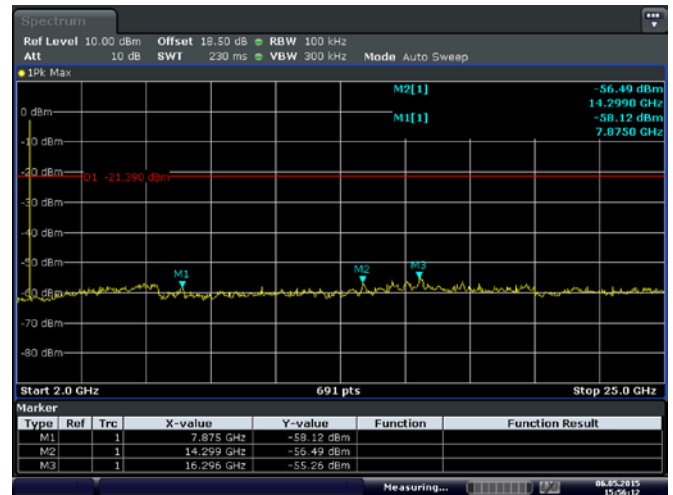 Spectrum
Ref Level 10.00 dBm Offset 18.50 dB RBW 100 kHz
Att 10 dB SWT 230 ms VBW 300 kHz Mode Auto Sweep
1Pk Max
M2[1] -56.49 dBm
14.2990 GHz
0 dBm
M1[1] -58.12 dBm
7.8750 GHz
-10 dBm
-20 dBm
D1 -21.390 dBm
-30 dBm
-40 dBm
-50 dBm
M1 M2 M3
-60 dBm
-70 dBm
-80 dBm
Start 2.0 GHz 691 pts Stop 25.0 GHz
Marker
Type Ref Trc X-value Y-value Function Function Result
M1 1 7.875 GHz -58.12 dBm
M2 1 14.299 GHz -56.49 dBm
M3 1 16.296 GHz -55.26 dBm
Measuring... 06.05.2015
15:56:12